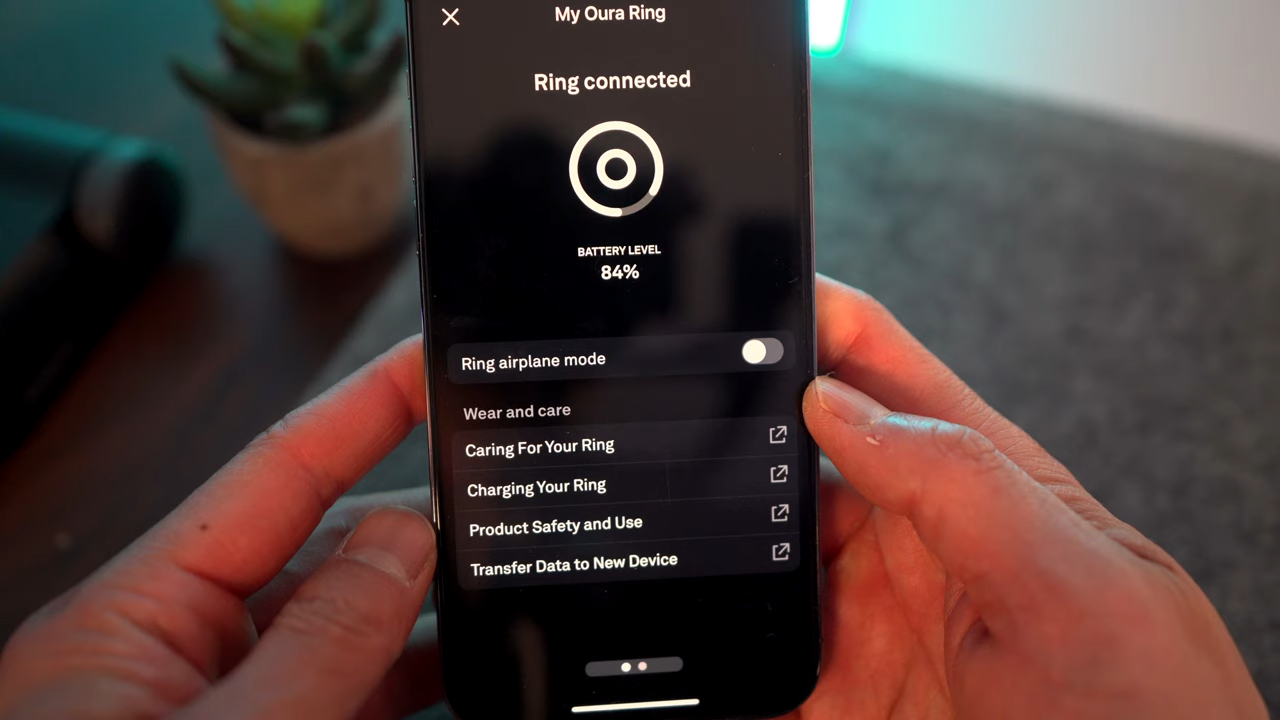 My Oura Ring
Ring connected
BATTERY LEVEL
84%
Ring airplane mode
Wear and care
Caring For Your Ring
Charging Your Ring
Product Safety and Use
Transfer Data to New Device